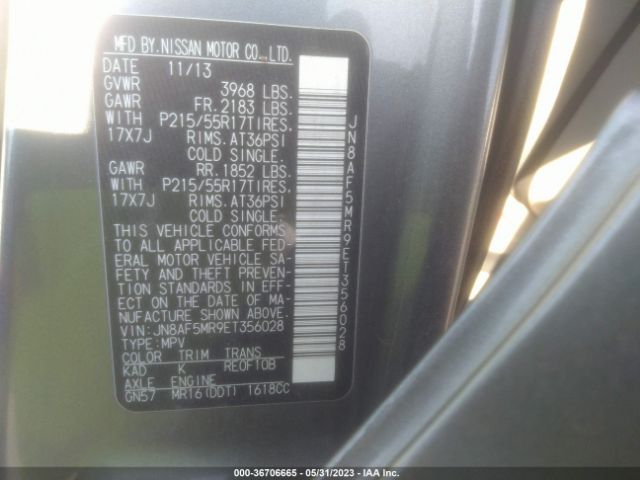 MFD BY.NISSAN MOTOR CO.,LTD.
DATE 11/13
GVWR 3968 LBS.
GAWR FR.2183 LBS.
WITH P215/55R17TIRES.
17X7J RIMS.AT36PSI
COLD SINGLE.
GAWR RR.1852 LBS.
WITH P215/55R17TIRES.
17X7J RIMS.AT36PSI
COLD SINGLE.
THIS VEHICLE CONFORMS
TO ALL APPLICABLE FED-
ERAL MOTOR VEHICLE SA-
FETY AND THEFT PREVEN-
TION STANDARDS IN EFF-
ECT ON THE DATE OF MA-
NUFACTURE SHOWN ABOVE.
VIN:JN8AF5MR9ET356028
TYPE:MPV
COLOR TRIM TRANS
KAD K REOFTOB
AXLE ENGINE
GN57 MR16(DDT) 1618CC
JN8AF5MR9ET356028
000-36706665 - 05/31/2023 - IAA Inc.